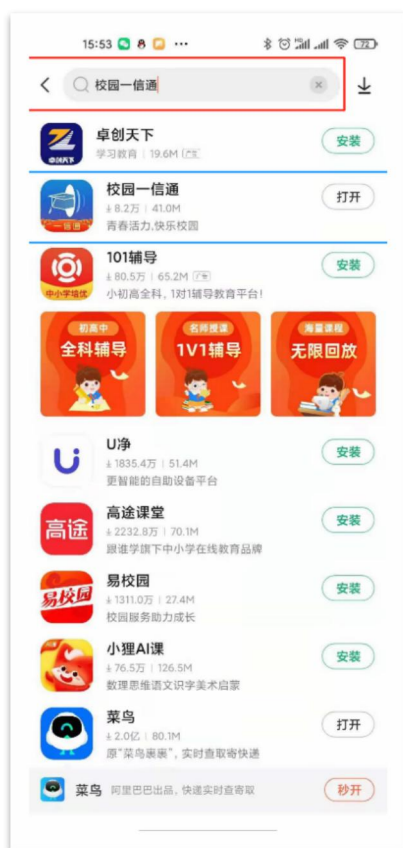 15:53
72
校园一信通
卓创天下
学习教育 | 19.6M 广告
安装
卓创天下
校园一信通
8.2万 | 41.0M
青春活力,快乐校园
打开
一信通
101辅导
80.5万 | 65.2M 广告
小初高全科，1对1辅导教育平台!
安装
中小学培优
初高中
全科辅导
名师授课
1V1辅导
海量课程
无限回放
U净
1835.4万 | 51.4M
更智能的自助设备平台
安装
高途
高途课堂
2232.8万 | 70.1M
跟谁学旗下中小学在线教育品牌
安装
易校园
易校园
1311.0万 | 27.4M
校园服务助力成长
安装
小狸AI课
76.5万 | 126.5M
数理思维语文识字美术启蒙
安装
菜鸟
2.0亿 | 80.1M
原"菜鸟裹裹"，实时查取寄快递
打开
菜鸟 阿里巴巴出品，快递实时查寄取
秒开